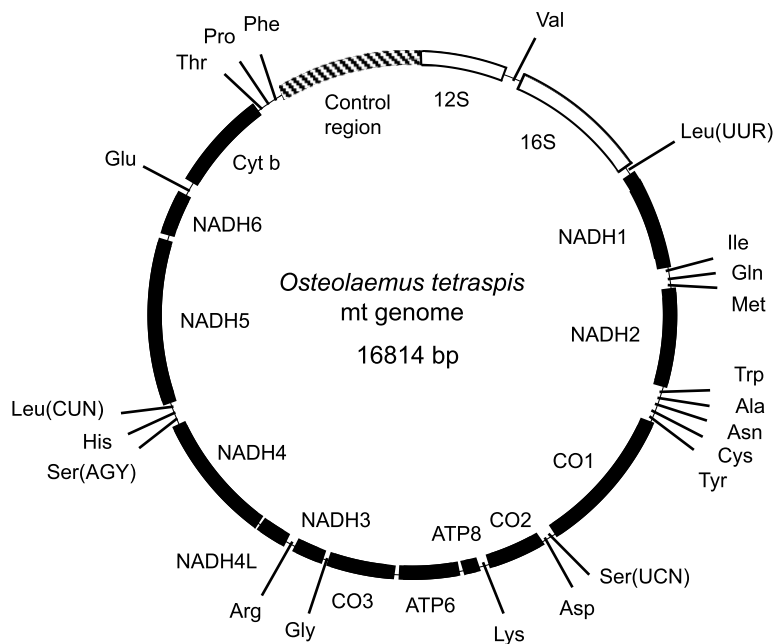 Phe
Pro
Thr
Val
Control
region
12S
16S
Leu(UUR)
Cyt b
Glu
NADH6
NADH1
Ile
Gln
Met
Osteolaemus tetraspis
mt genome
16814 bp
NADH5
NADH2
Trp
Ala
Asn
Cys
Tyr
Leu(CUN)
His
Ser(AGY)
NADH4
CO1
NADH3
CO2
ATP8
NADH4L
Ser(UCN)
Arg
Gly
CO3
ATP6
Lys
Asp